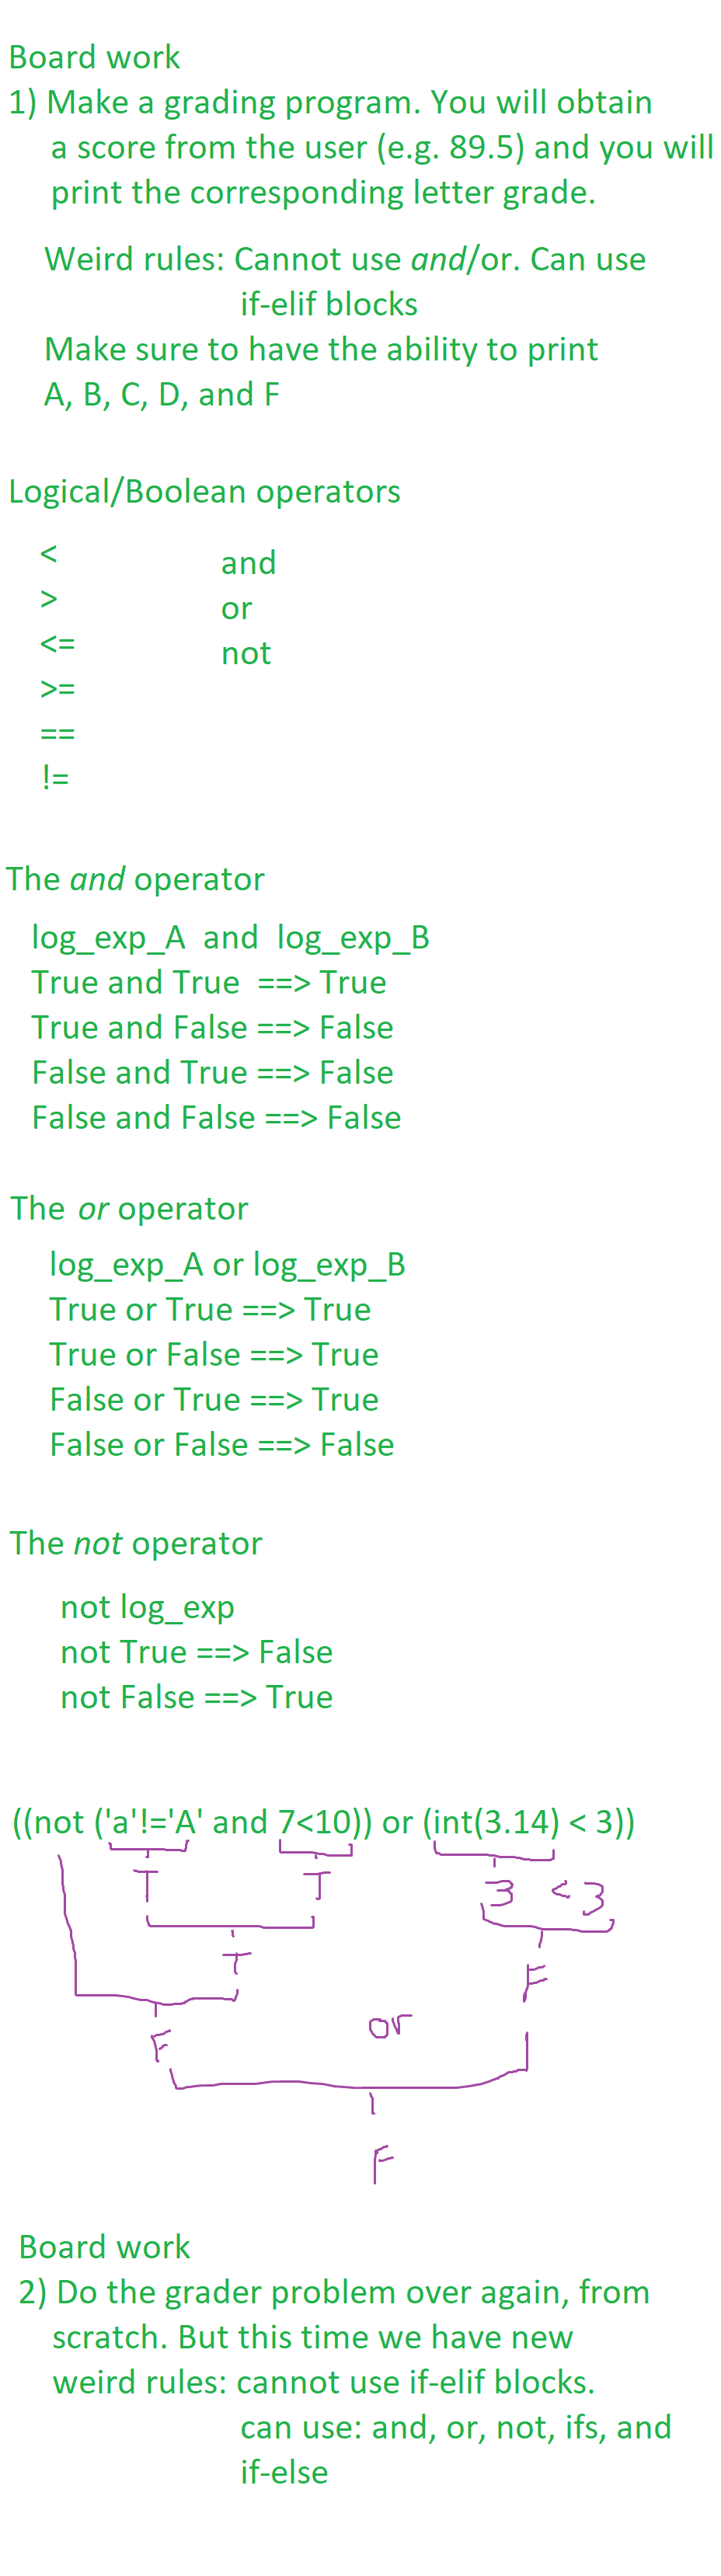 Board work
1) Make a grading program. You will obtain
a score from the user (e.g. 89.5) and you will
print the corresponding letter grade.
Weird rules: Cannot use and/or. Can use
if-elif blocks
Make sure to have the ability to print
A, B, C, D, and F
Logical/Boolean operators
<
>
<=
>=
==
!=
and
or
not
The and operator
log_exp_A and log_exp_B
True and True ==> True
True and False ==> False
False and True ==> False
False and False ==> False
The or operator
log_exp_A or log_exp_B
True or True ==> True
True or False ==> True
False or True ==> True
False or False ==> False
The not operator
not log_exp
not True ==> False
not False ==> True
((not ('a'!='A' and 7<10)) or (int(3.14) < 3))
T T 3 < 3
T F
F or
F
Board work
2) Do the grader problem over again, from
scratch. But this time we have new
weird rules: cannot use if-elif blocks.
can use: and, or, not, ifs, and
if-else